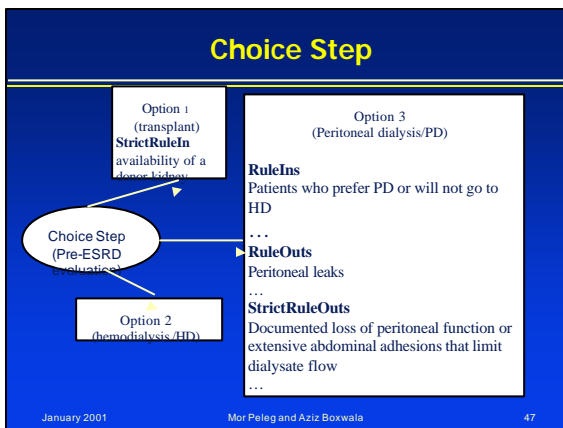 Choice Step
Option 1
(transplant)
StrictRuleIn
availability of a
donor kidney
Option 3
(Peritoneal dialysis/PD)
RuleIns
Patients who prefer PD or will not go to
HD
…
RuleOuts
Peritoneal leaks
…
StrictRuleOuts
Documented loss of peritoneal function or
extensive abdominal adhesions that limit
dialysate flow
…
Choice Step
(Pre-ESRD
evaluation)
Option 2
(hemodialysis/HD)
January 2001
Mor Peleg and Aziz Boxwala
47